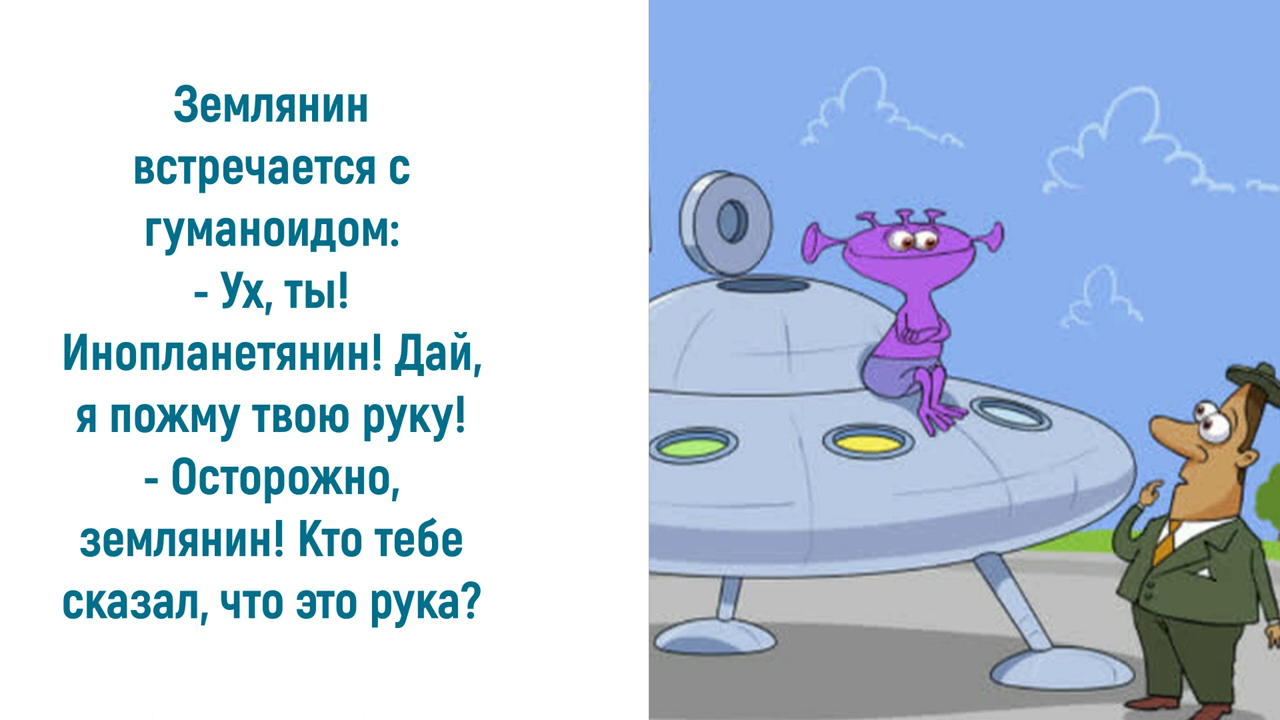 Землянин
встречается с
гуманоидом:
- Ух, ты!
Инопланетянин! Дай,
я пожму твою руку!
- Осторожно,
землянин! Кто тебе
сказал, что это рука?